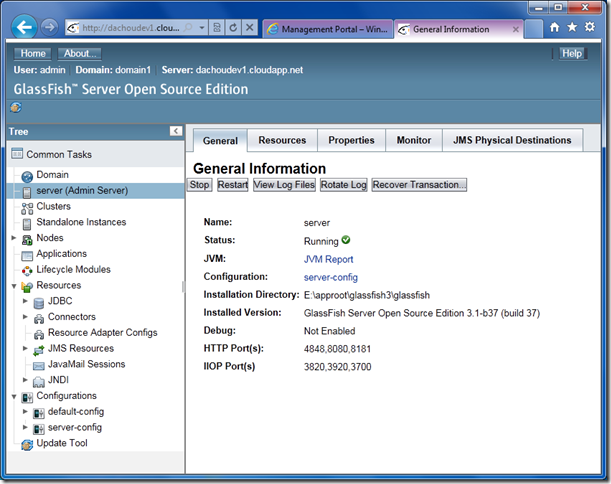 http://dachoudev1.clou...
Management Portal – Win...
General Information
Home About... Help
User: admin Domain: domain1 Server: dachoudev1.cloudapp.net
GlassFish™ Server Open Source Edition
Tree
Common Tasks
Domain
server (Admin Server)
Clusters
Standalone Instances
Nodes
Applications
Lifecycle Modules
Resources
JDBC
Connectors
Resource Adapter Configs
JMS Resources
JavaMail Sessions
JNDI
Configurations
default-config
server-config
Update Tool
General Resources Properties Monitor JMS Physical Destinations
General Information
Stop Restart View Log Files Rotate Log Recover Transaction...
Name: server
Status: Running
JVM: JVM Report
Configuration: server-config
Installation Directory: E:\approot\glassfish3\glassfish
Installed Version: GlassFish Server Open Source Edition 3.1-b37 (build 37)
Debug: Not Enabled
HTTP Port(s): 4848,8080,8181
IIOP Port(s) 3820,3920,3700